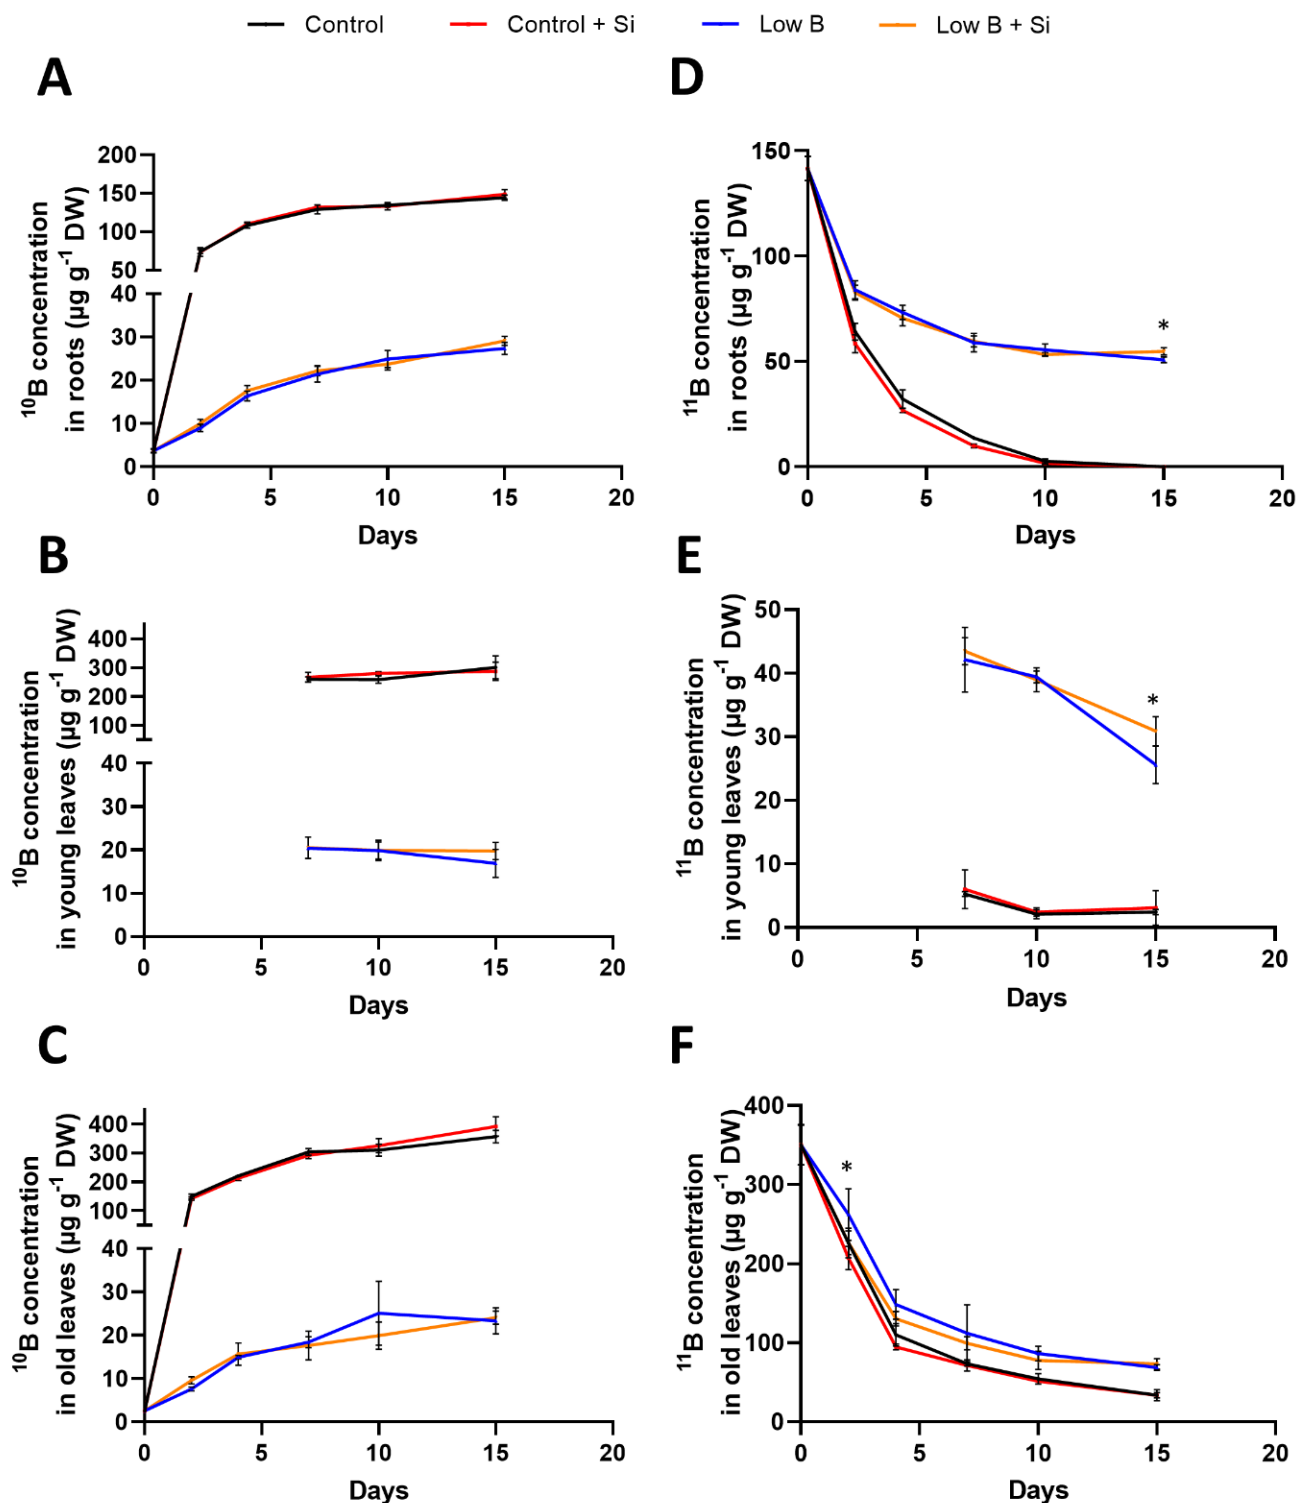 Control Control + Si Low B Low B + Si
A
200
150
100
50
40
30
20
10
0
0 5 10 15 20
Days
¹⁰B concentration
in roots (µg g⁻¹ DW)
D
150
100
50
0
0 5 10 15 20
Days
¹¹B concentration
in roots (µg g⁻¹ DW)
*
B
400
300
200
100
40
30
20
10
0
0 5 10 15 20
Days
¹⁰B concentration
in young leaves (µg g⁻¹ DW)
E
50
40
30
20
10
0
0 5 10 15 20
Days
¹¹B concentration
in young leaves (µg g⁻¹ DW)
*
C
400
300
200
100
40
30
20
10
0
0 5 10 15 20
Days
¹⁰B concentration
in old leaves (µg g⁻¹ DW)
F
400
300
200
100
0
0 5 10 15 20
Days
¹¹B concentration
in old leaves (µg g⁻¹ DW)
*